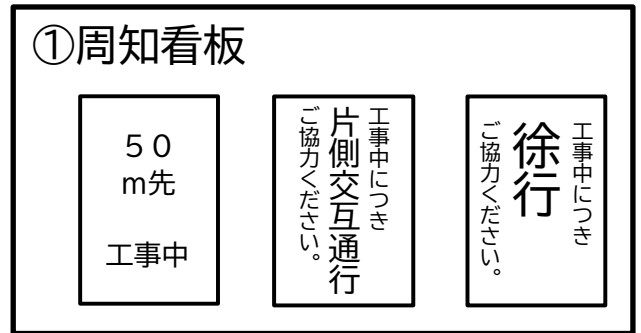 ①周知看板
５０
ｍ先
工事中
工事中につき
片側交互通行
ご協力ください。
工事中につき
徐行
ご協力ください。